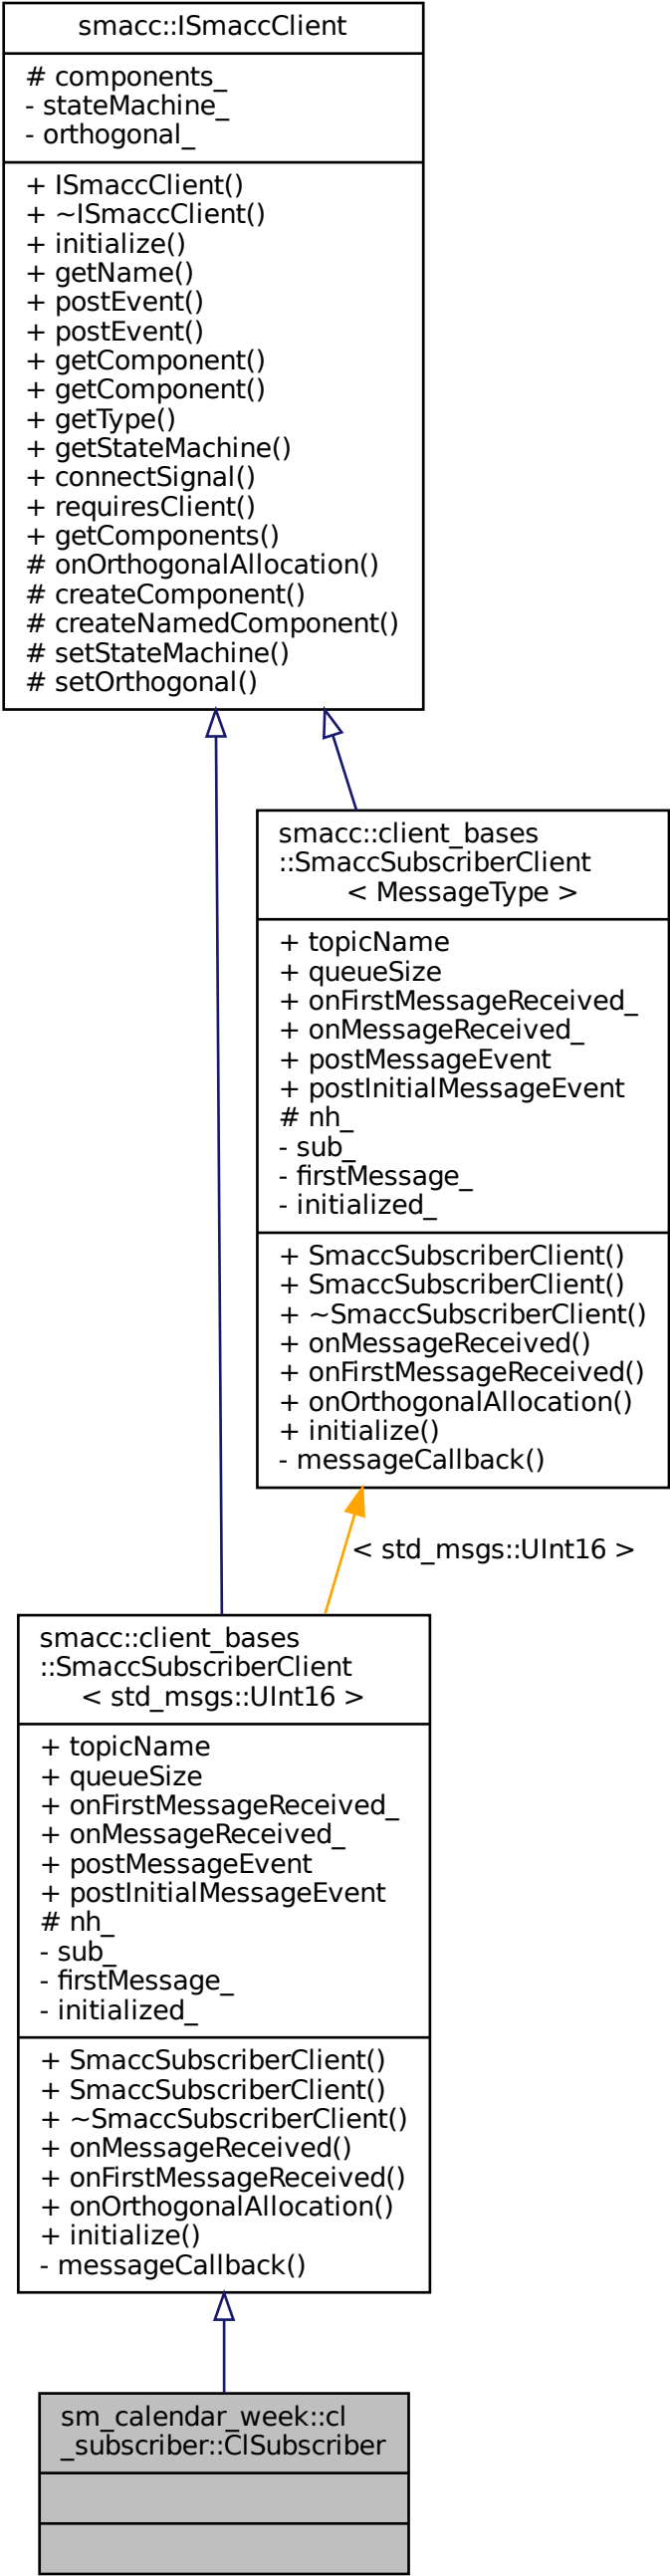 smacc::ISmaccClient
# components_
- stateMachine_
- orthogonal_
+ ISmaccClient()
+ ~ISmaccClient()
+ initialize()
+ getName()
+ postEvent()
+ postEvent()
+ getComponent()
+ getComponent()
+ getType()
+ getStateMachine()
+ connectSignal()
+ requiresClient()
+ getComponents()
# onOrthogonalAllocation()
# createComponent()
# createNamedComponent()
# setStateMachine()
# setOrthogonal()
smacc::client_bases
::SmaccSubscriberClient
< MessageType >
+ topicName
+ queueSize
+ onFirstMessageReceived_
+ onMessageReceived_
+ postMessageEvent
+ postInitialMessageEvent
# nh_
- sub_
- firstMessage_
- initialized_
+ SmaccSubscriberClient()
+ SmaccSubscriberClient()
+ ~SmaccSubscriberClient()
+ onMessageReceived()
+ onFirstMessageReceived()
+ onOrthogonalAllocation()
+ initialize()
- messageCallback()
< std_msgs::UInt16 >
smacc::client_bases
::SmaccSubscriberClient
< std_msgs::UInt16 >
+ topicName
+ queueSize
+ onFirstMessageReceived_
+ onMessageReceived_
+ postMessageEvent
+ postInitialMessageEvent
# nh_
- sub_
- firstMessage_
- initialized_
+ SmaccSubscriberClient()
+ SmaccSubscriberClient()
+ ~SmaccSubscriberClient()
+ onMessageReceived()
+ onFirstMessageReceived()
+ onOrthogonalAllocation()
+ initialize()
- messageCallback()
sm_calendar_week::cl
_subscriber::ClSubscriber